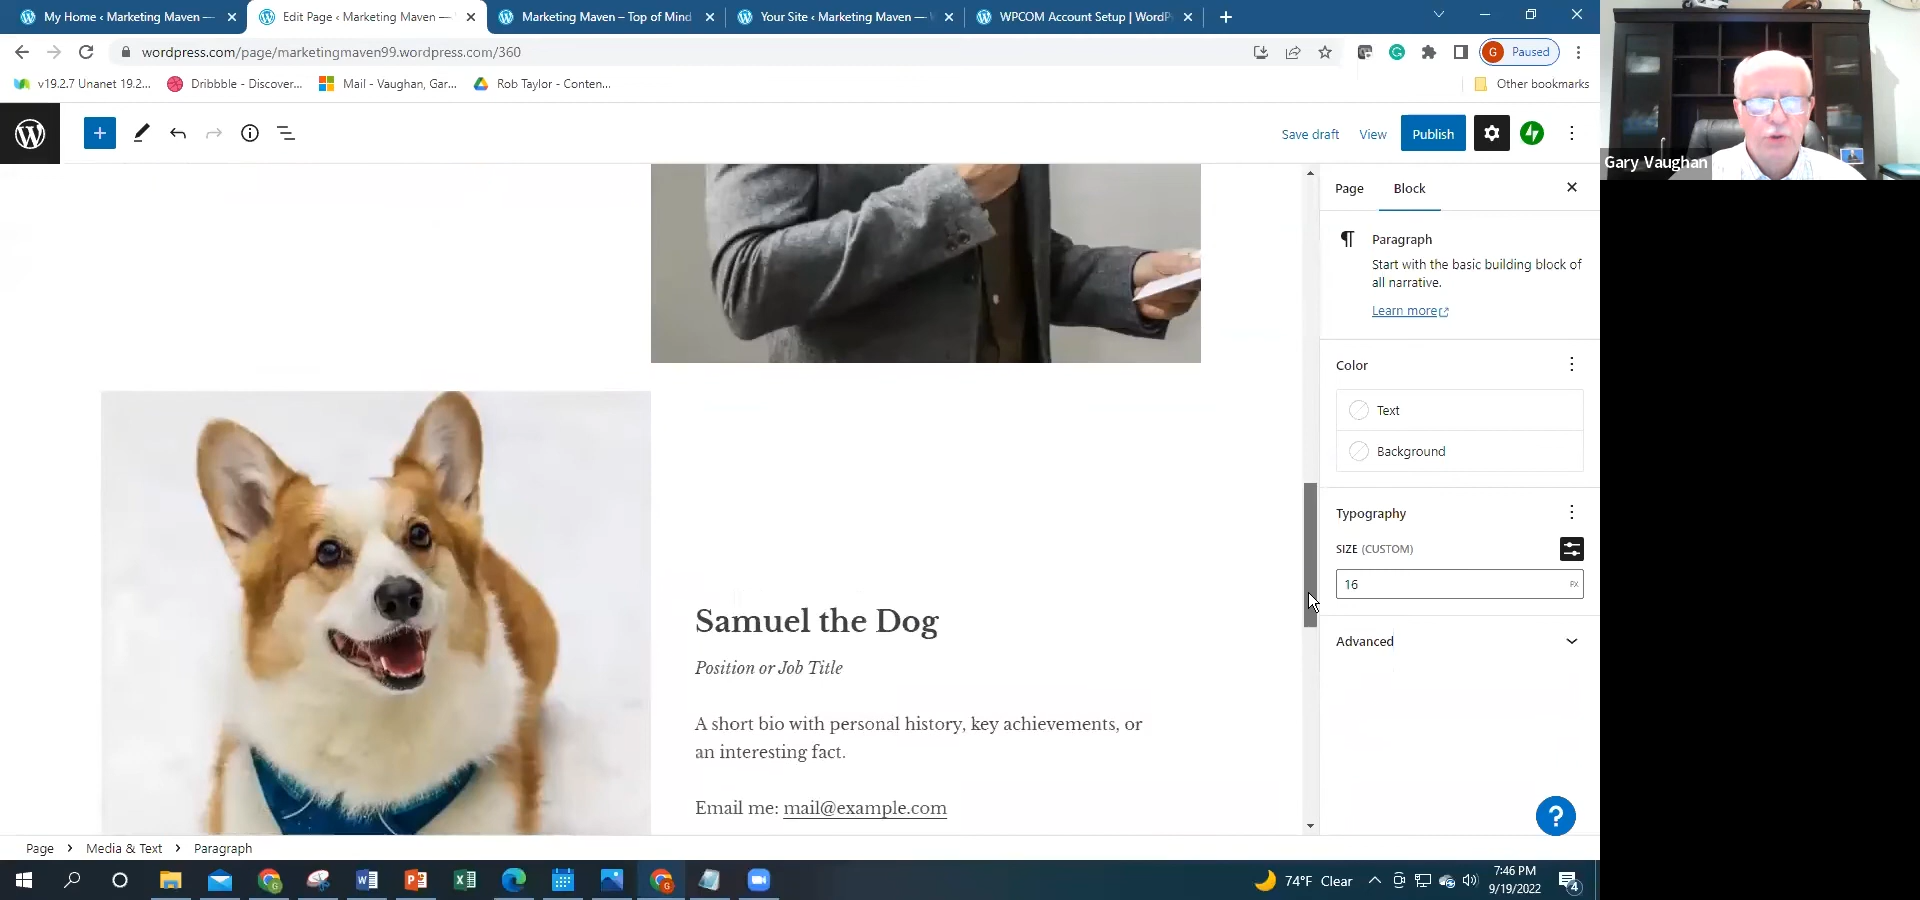 My Home ‹ Marketing Maven —
Edit Page ‹ Marketing Maven —
Marketing Maven – Top of Mind
Your Site ‹ Marketing Maven —
WPCOM Account Setup | WordP
wordpress.com/page/marketingmaven99.wordpress.com/360
G Paused
v19.2.7 Unanet 19.2...
Dribbble - Discover...
Mail - Vaughan, Gar...
Rob Taylor - Conten...
Other bookmarks
Save draft
View
Publish
Gary Vaughan
Page
Block
Paragraph
Start with the basic building block of
all narrative.
Learn more
Color
Text
Background
Typography
SIZE (CUSTOM)
16
PX
Advanced
Samuel the Dog
Position or Job Title
A short bio with personal history, key achievements, or
an interesting fact.
Email me: mail@example.com
?
Page > Media & Text > Paragraph
74°F Clear
7:46 PM
9/19/2022
4